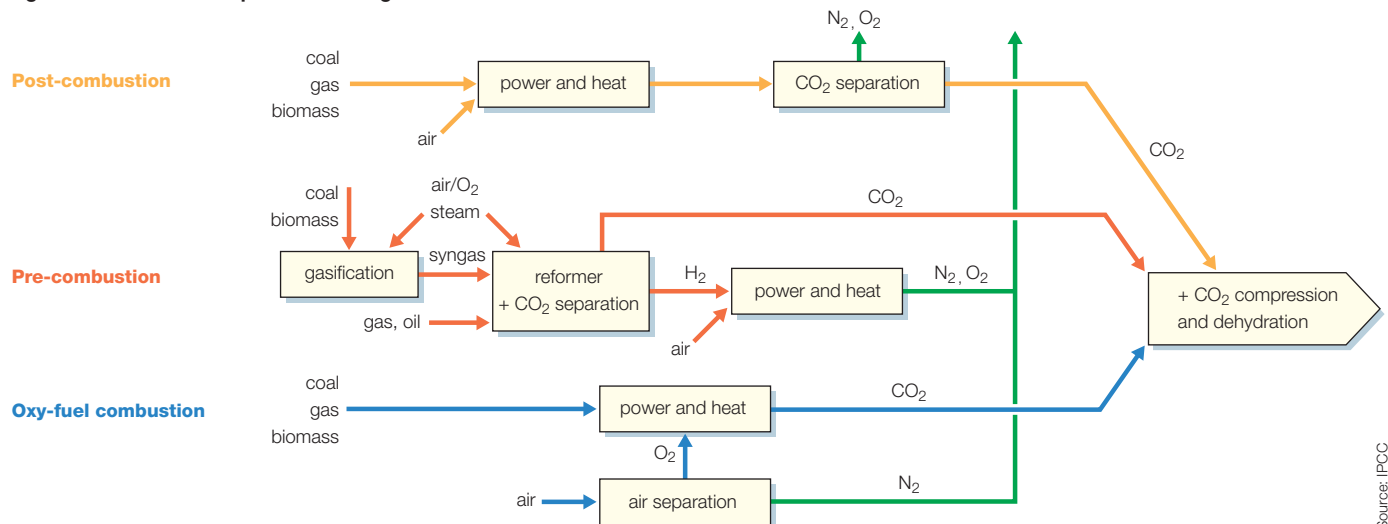 N2, O2
coal
Post-combustion
gas
power and heat
CO2 separation
biomass
air
CO2
coal
biomass
air/O2
steam
CO2
syngas
Pre-combustion
gasification
reformer
+ CO2 separation
H2
power and heat
N2, O2
+ CO2 compression
and dehydration
gas, oil
air
coal
Oxy-fuel combustion
gas
power and heat
CO2
biomass
O2
air
air separation
N2
Source: IPCC